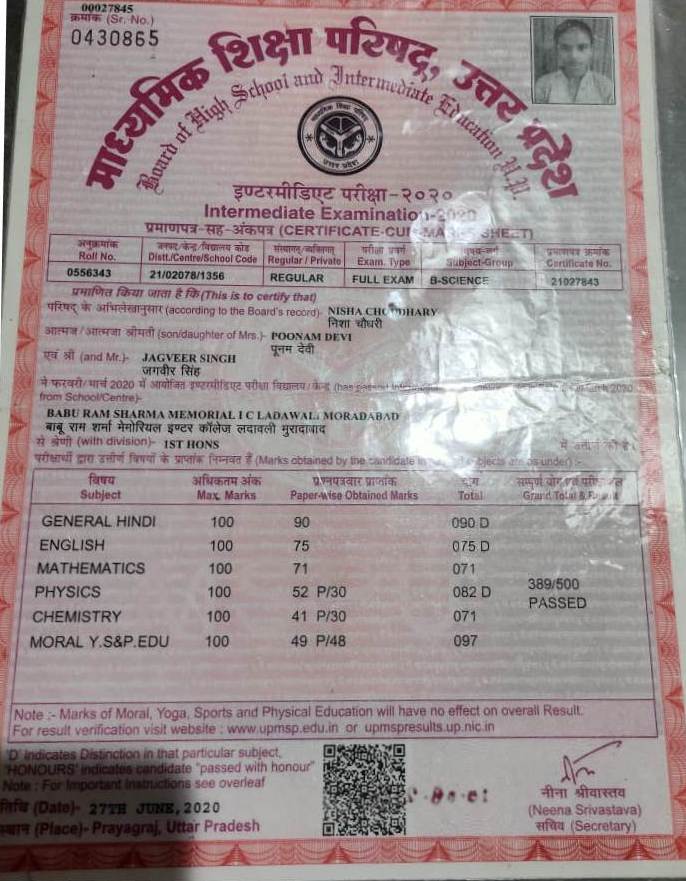 00027845
क्रमांक (Sr. No.)
0430865
माध्यमिक शिक्षा परिषद्, उत्तर प्रदेश
Board of High School and Intermediate Education U.P.
इण्टरमीडिएट परीक्षा-२०२०
Intermediate Examination-2020
प्रमाणपत्र-सह-अंकपत्र (CERTIFICATE-CUM-MARKS SHEET)
अनुक्रमांक जनपद/केन्द्र/विद्यालय कोड संस्थागत/व्यक्तिगत परीक्षा प्रवर्ग प्रमाणपत्र क्रमांक
Roll No. Distt./Centre/School Code Regular / Private Exam. Type Subject-Group Certificate No.
0556343 21/02078/1356 REGULAR FULL EXAM B-SCIENCE 21027843
प्रमाणित किया जाता है कि (This is to certify that)
परिषद् के अभिलेखानुसार (according to the Board's record)- NISHA CHOUDHARY
निशा चौधरी
आत्मज/आत्मजा श्रीमती (son/daughter of Mrs.)- POONAM DEVI
पूनम देवी
एवं श्री (and Mr.)- JAGVEER SINGH
जगवीर सिंह
ने फरवरी/मार्च 2020 में आयोजित इण्टरमीडिएट परीक्षा विद्यालय/केन्द्र (has passed 2020
from School/Centre)-
BABU RAM SHARMA MEMORIAL I C LADAWALI MORADABAD
बाबू राम शर्मा मेमोरियल इण्टर कॉलेज लदावली मुरादाबाद
से श्रेणी (with division)- 1ST HONS में उत्तीर्ण की है।
परीक्षार्थी द्वारा उत्तीर्ण विषयों के प्राप्तांक निम्नवत हैं (Marks obtained by the candidate in subjects are as under) :-
विषय अधिकतम अंक प्रश्नपत्रवार प्राप्तांक योग
Subject Max. Marks Paper-wise Obtained Marks Total Grand Total & Result
GENERAL HINDI 100 90 090 D
ENGLISH 100 75 075 D
MATHEMATICS 100 71 071
PHYSICS 100 52 P/30 082 D 389/500
PASSED
CHEMISTRY 100 41 P/30 071
MORAL Y.S&P.EDU 100 49 P/48 097
Note :- Marks of Moral, Yoga, Sports and Physical Education will have no effect on overall Result.
For result verification visit website : www.upmsp.edu.in or upmspresults.up.nic.in
'D' indicates Distinction in that particular subject,
'HONOURS' indicates candidate "passed with honour"
Note : For Important Instructions see overleaf
तिथि (Date)- 27TH JUNE, 2020
स्थान (Place)- Prayagraj, Uttar Pradesh
नीना श्रीवास्तव
(Neena Srivastava)
सचिव (Secretary)